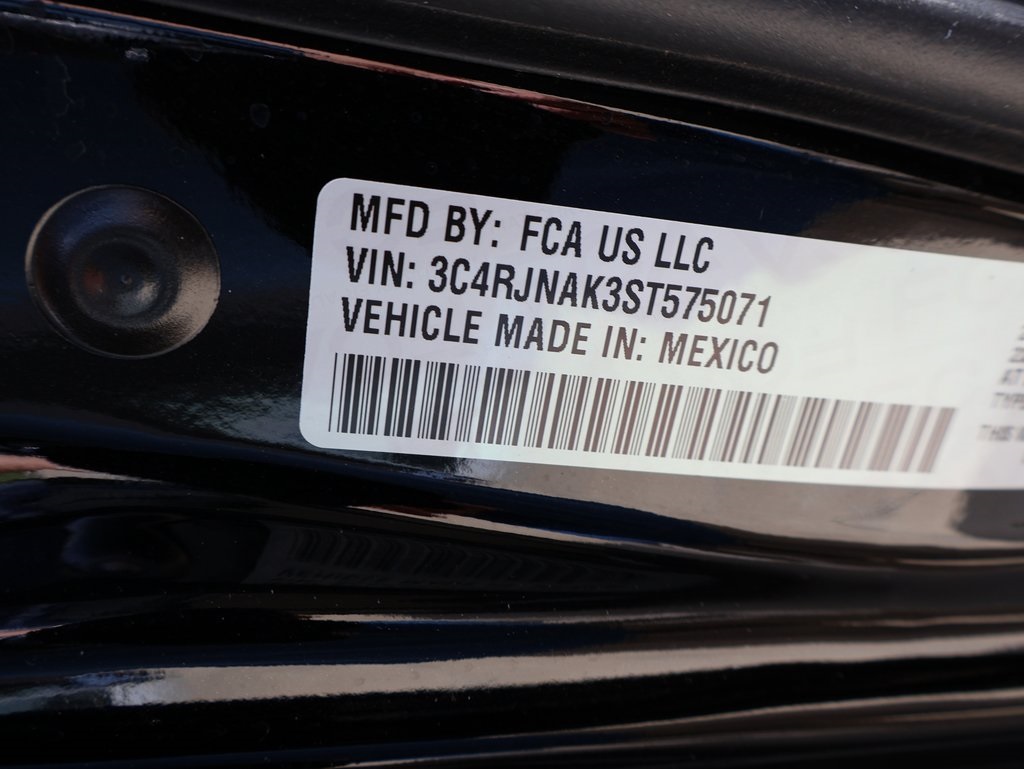 MFD BY: FCA US LLC
VIN: 3C4RJNAK3ST575071
VEHICLE MADE IN: MEXICO